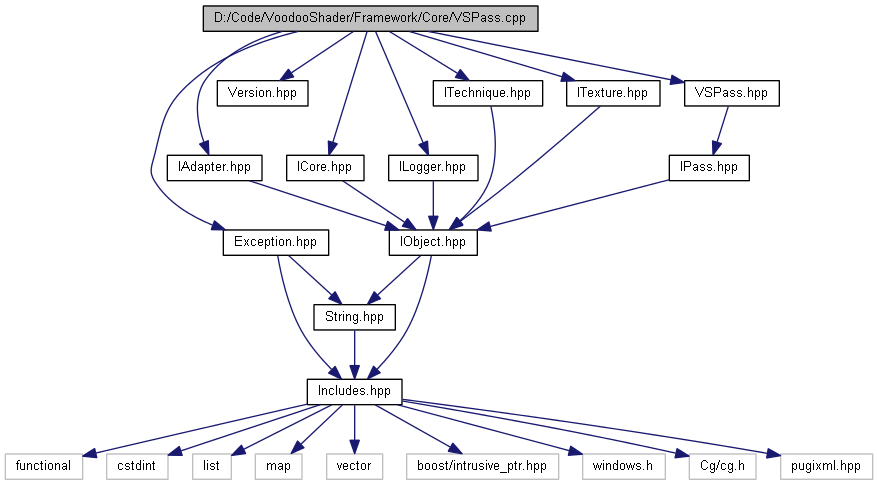 D:/Code/VoodooShader/Framework/Core/VSPass.cpp
Version.hpp
ITechnique.hpp
ITexture.hpp
VSPass.hpp
IAdapter.hpp
ICore.hpp
ILogger.hpp
IPass.hpp
Exception.hpp
IObject.hpp
String.hpp
Includes.hpp
functional
cstdint
list
map
vector
boost/intrusive_ptr.hpp
windows.h
Cg/cg.h
pugixml.hpp